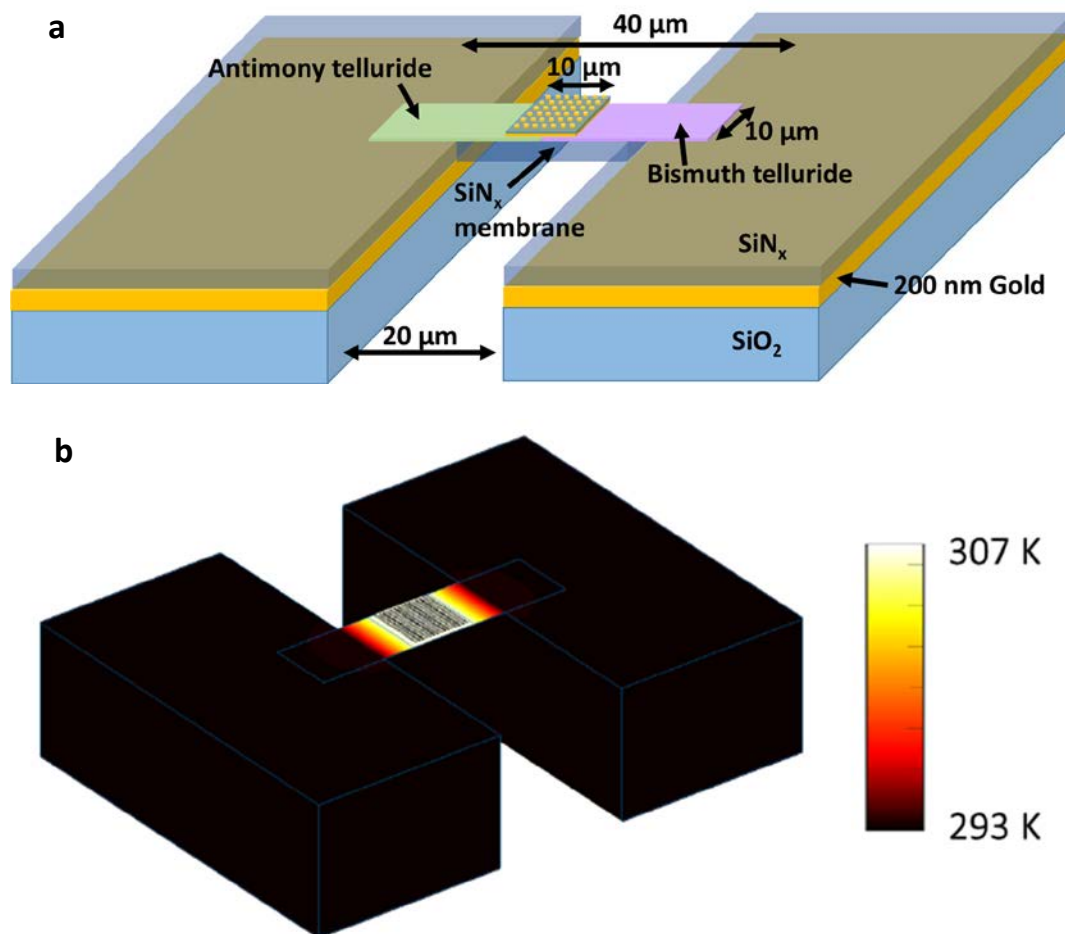 a
40 µm
10 µm
Antimony telluride
10 µm
Bismuth telluride
SiNₓ
membrane
SiNₓ
200 nm Gold
20 µm
SiO₂
b
307 K
293 K